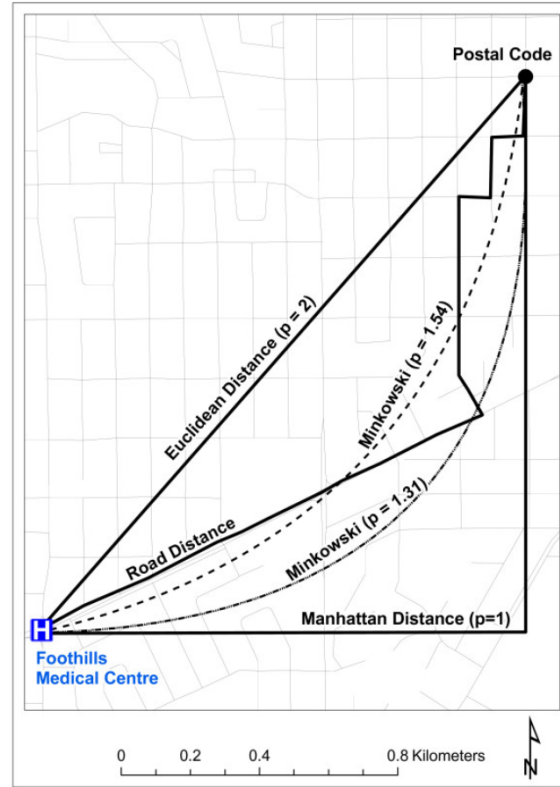 Postal Code
Euclidean Distance (p = 2)
Minkowski (p = 1.54)
Road Distance
Minkowski (p = 1.31)
Manhattan Distance (p=1)
H
Foothills
Medical Centre
0 0.2 0.4 0.8 Kilometers
N